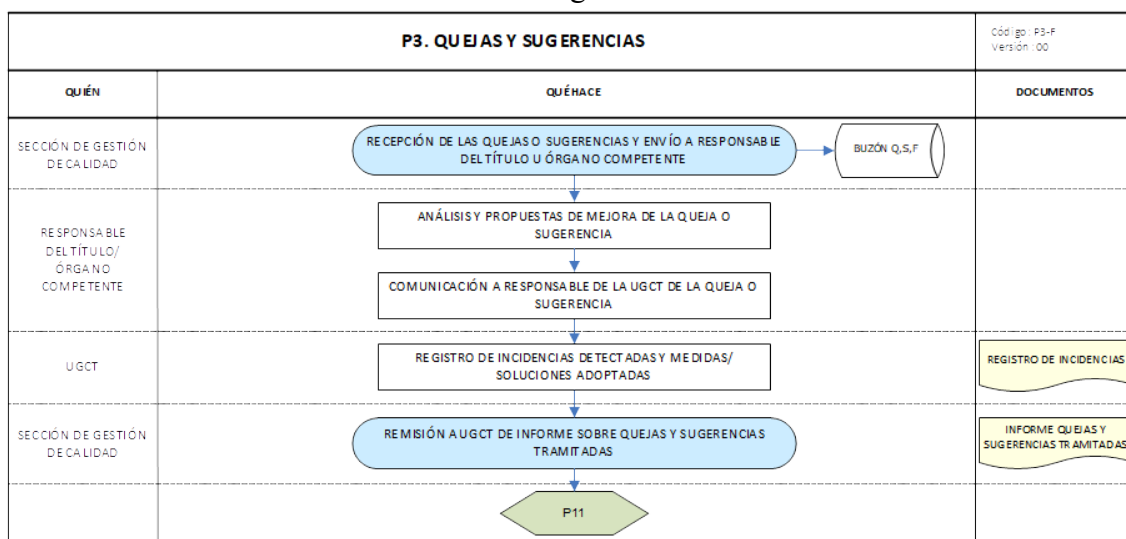 P3. QUEJAS Y SUGERENCIAS
Código: P3-F
Versión: 00
QUIÉN
QUÉ HACE
DOCUMENTOS
SECCIÓN DE GESTIÓN
DE CALIDAD
RECEPCIÓN DE LAS QUEJAS O SUGERENCIAS Y ENVÍO A RESPONSABLE
DEL TÍTULO U ÓRGANO COMPETENTE
BUZÓN Q,S,F
RESPONSABLE
DEL TÍTULO/
ÓRGANO
COMPETENTE
ANÁLISIS Y PROPUESTAS DE MEJORA DE LA QUEJA O
SUGERENCIA
COMUNICACIÓN A RESPONSABLE DE LA UGCT DE LA QUEJA O
SUGERENCIA
UGCT
REGISTRO DE INCIDENCIAS DETECTADAS Y MEDIDAS/
SOLUCIONES ADOPTADAS
REGISTRO DE INCIDENCIAS
SECCIÓN DE GESTIÓN
DE CALIDAD
REMISIÓN A UGCT DE INFORME SOBRE QUEJAS Y SUGERENCIAS
TRAMITADAS
INFORME QUEJAS Y
SUGERENCIAS TRAMITADAS
P11